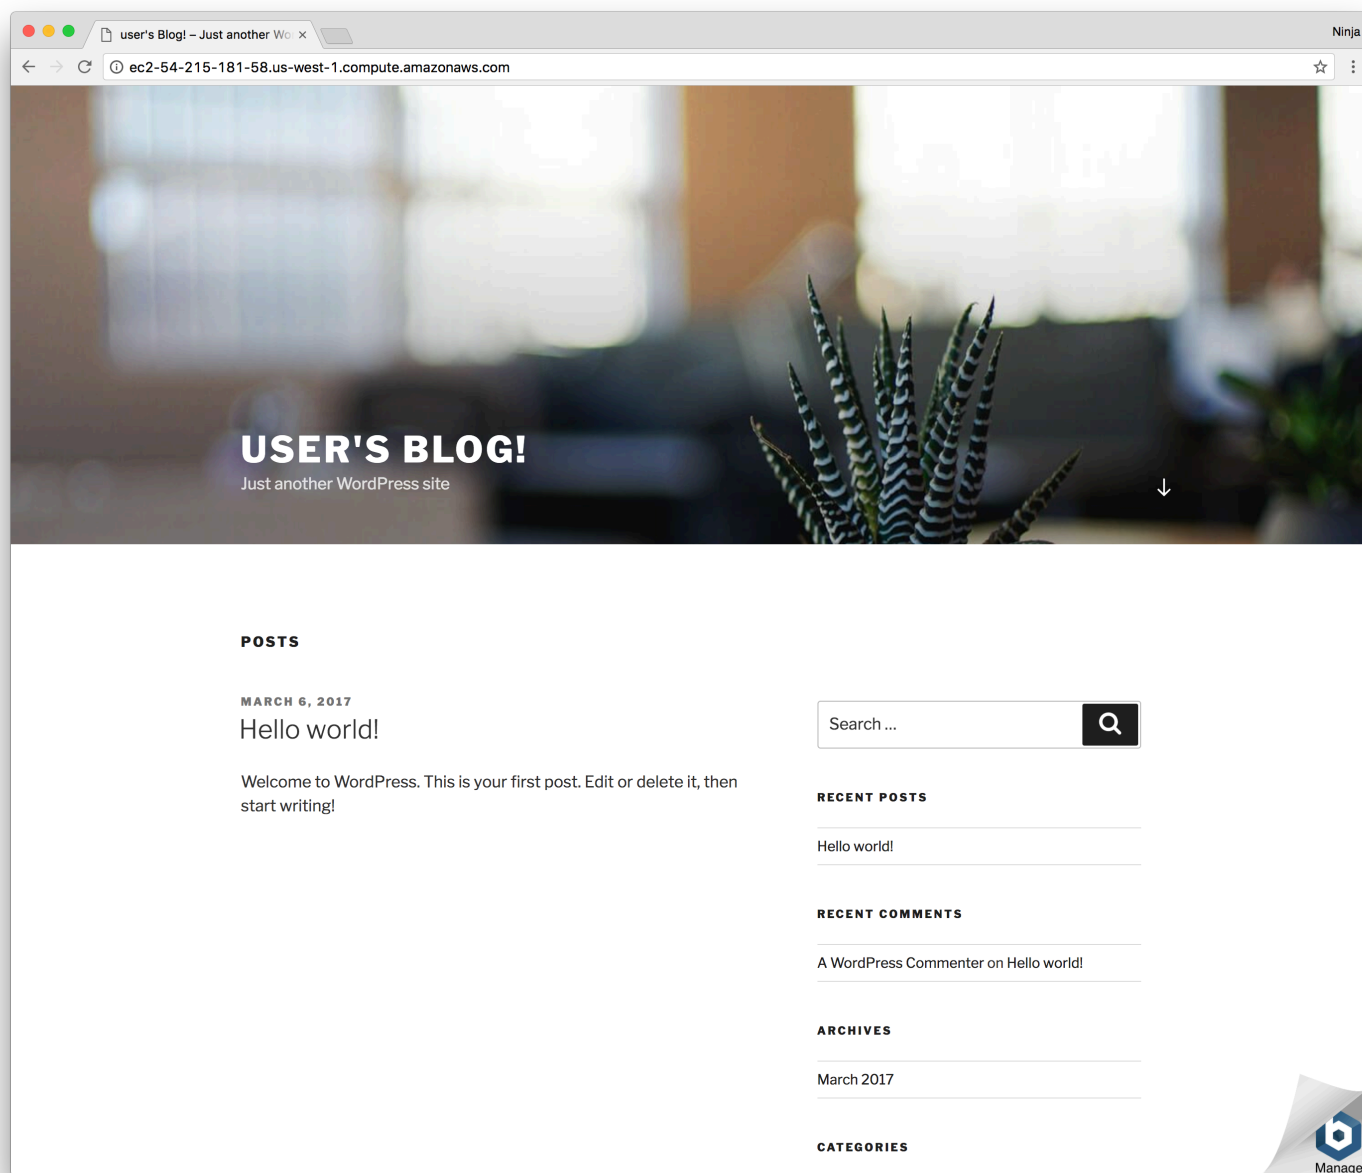 user's Blog! – Just another Wo
Ninja
ec2-54-215-181-58.us-west-1.compute.amazonaws.com
USER'S BLOG!
Just another WordPress site
POSTS
MARCH 6, 2017
Hello world!
Welcome to WordPress. This is your first post. Edit or delete it, then
start writing!
Search ...
RECENT POSTS
Hello world!
RECENT COMMENTS
A WordPress Commenter on Hello world!
ARCHIVES
March 2017
CATEGORIES
Manage